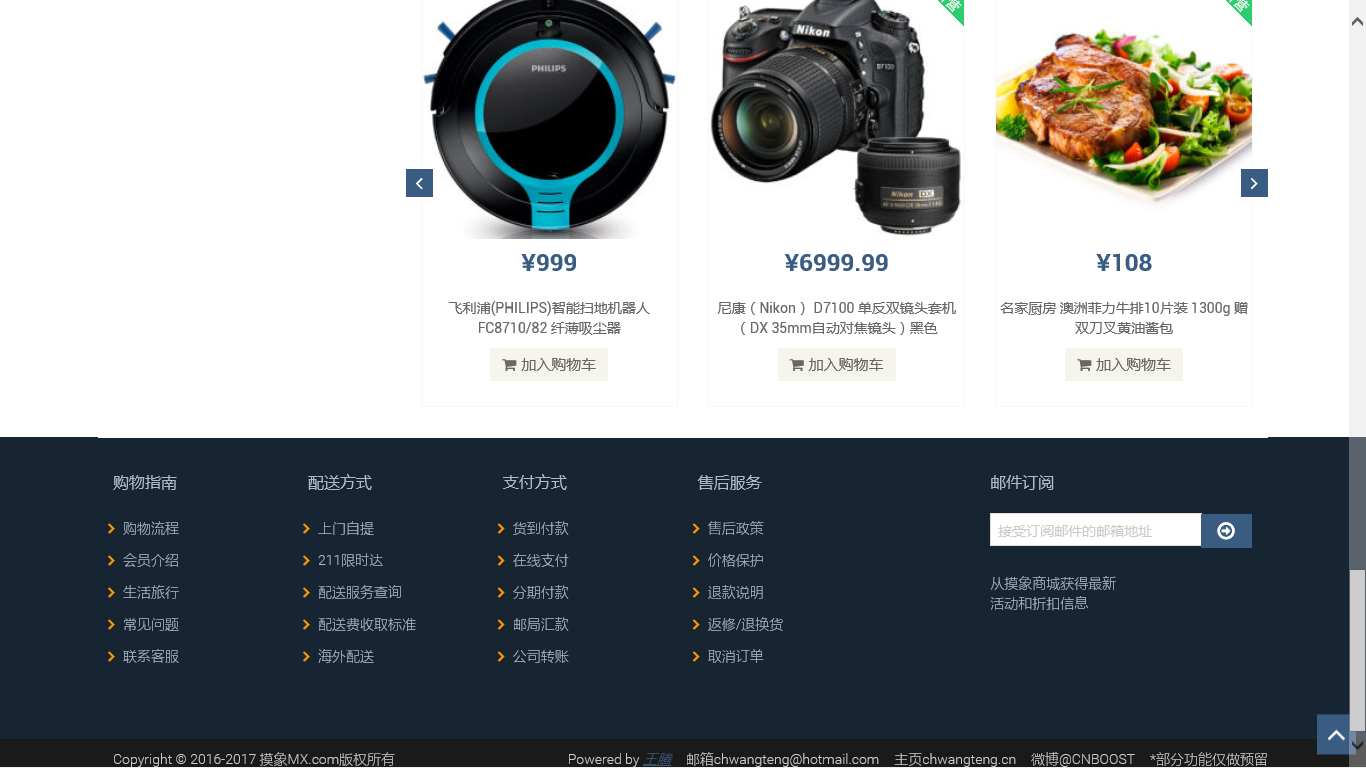 PHILIPS
Nikon
D7100
Nikon DX
¥999
¥6999.99
¥108
飞利浦(PHILIPS)智能扫地机器人
FC8710/82 纤薄吸尘器
尼康（Nikon） D7100 单反双镜头套机
（DX 35mm自动对焦镜头）黑色
名家厨房 澳洲菲力牛排10片装 1300g 赠
双刀叉黄油酱包
加入购物车
加入购物车
加入购物车
购物指南
购物流程
会员介绍
生活旅行
常见问题
联系客服
配送方式
上门自提
211限时达
配送服务查询
配送费收取标准
海外配送
支付方式
货到付款
在线支付
分期付款
邮局汇款
公司转账
售后服务
售后政策
价格保护
退款说明
返修/退换货
取消订单
邮件订阅
接受订阅邮件的邮箱地址
从摸象商城获得最新
活动和折扣信息
Copyright © 2016-2017 摸象MX.com版权所有
Powered by 王腾 邮箱chwangteng@hotmail.com 主页chwangteng.cn 微博@CNBOOST *部分功能仅做预留